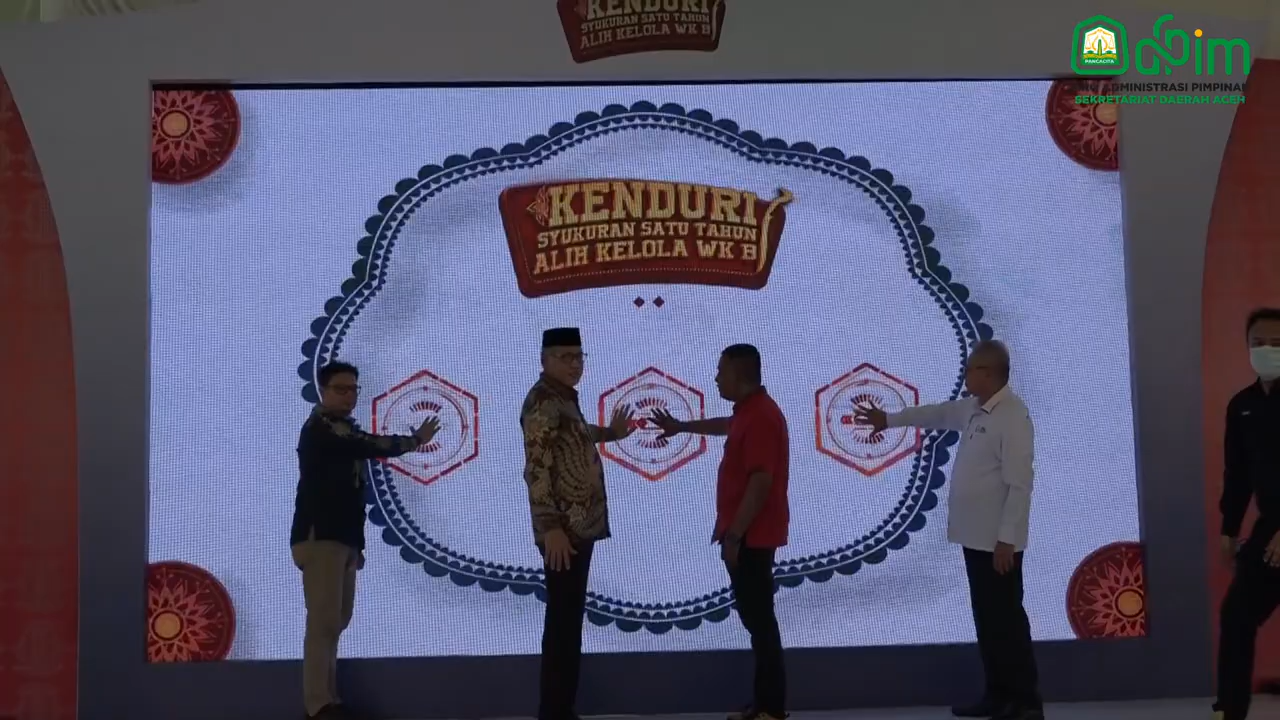 KENDURI
SYUKURAN SATU TAHUN
ALIH KELOLA WK B
PANCACITA
ADMINISTRASI PIMPINAN
SEKRETARIAT DAERAH ACEH
KENDURI
SYUKURAN SATU TAHUN
ALIH KELOLA WK B